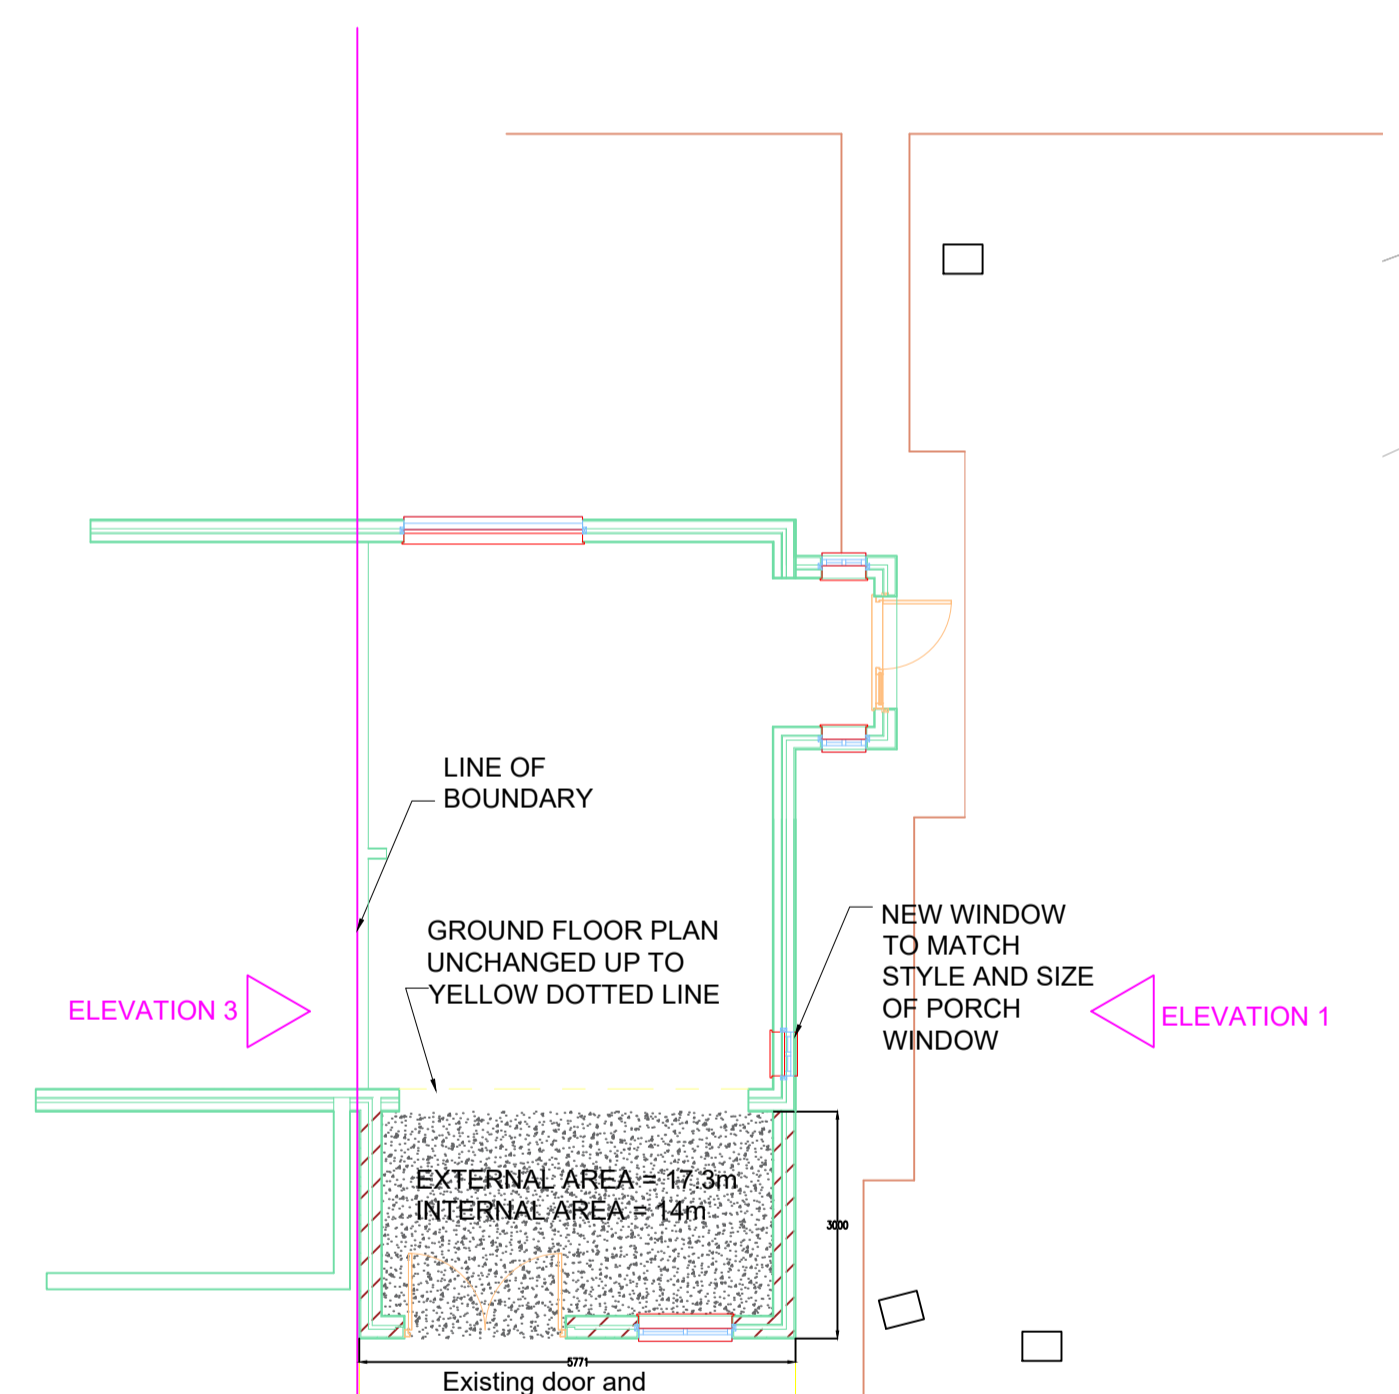 LINE OF
BOUNDARY
GROUND FLOOR PLAN
UNCHANGED UP TO
YELLOW DOTTED LINE
NEW WINDOW
TO MATCH
STYLE AND SIZE
OF PORCH
WINDOW
ELEVATION 3
ELEVATION 1
EXTERNAL AREA = 17.3m
INTERNAL AREA = 14m
3000
5771
Existing door and